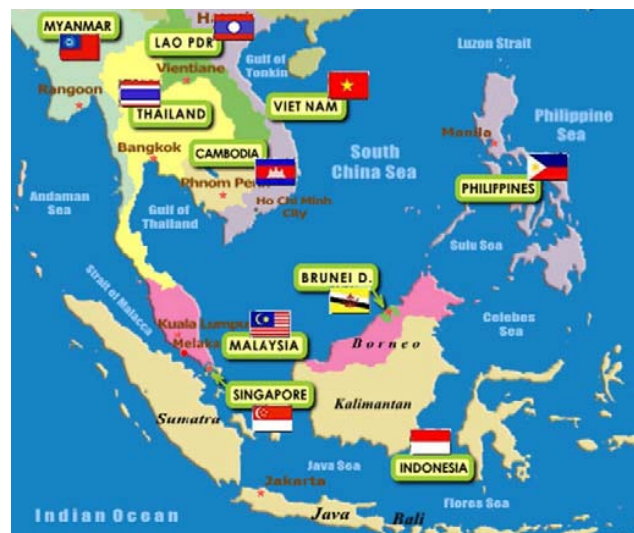 MYANMAR
LAO PDR
Gulf of
Tonkin
Luzon Strait
Vientiane
Rangoon
THAILAND
VIET NAM
Philippine
Sea
Manila
Bangkok
CAMBODIA
South
China Sea
Phnom Penh
Andaman
Sea
Gulf of
Thailand
Ho Chi Minh
City
PHILIPPINES
Sulu Sea
BRUNEI D.
Strait of Malacca
Kuala Lumpu
Melaka
MALAYSIA
Borneo
Celebes
Sea
SINGAPORE
Sumatra
Kalimantan
INDONESIA
Java Sea
Jakarta
Flores Sea
Indian Ocean
Java
Bali